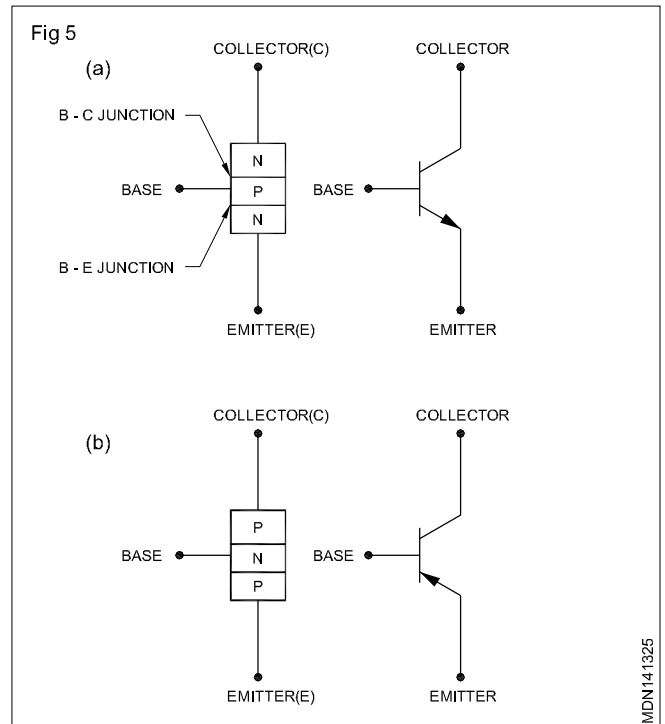 Fig 5
(a)
COLLECTOR(C) COLLECTOR
B - C JUNCTION
N
BASE P BASE
N
B - E JUNCTION
EMITTER(E) EMITTER
COLLECTOR(C) COLLECTOR
(b)
P
BASE N BASE
P
EMITTER(E) EMITTER
MDN141325